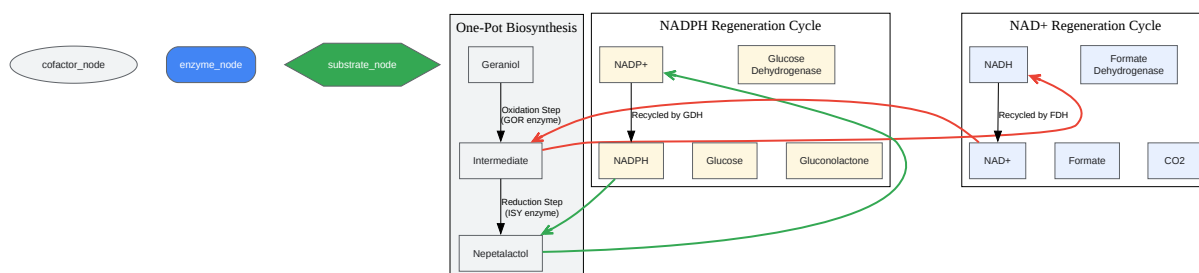 One-Pot Biosynthesis
NADPH Regeneration Cycle
NAD+ Regeneration Cycle
cofactor_node
enzyme_node
substrate_node
Geraniol
NADP+
Glucose
Dehydrogenase
NADH
Formate
Dehydrogenase
Oxidation Step
(GOR enzyme)
Recycled by GDH
Recycled by FDH
Intermediate
NADPH
Glucose
Gluconolactone
NAD+
Formate
CO2
Reduction Step
(ISY enzyme)
Nepetalactol